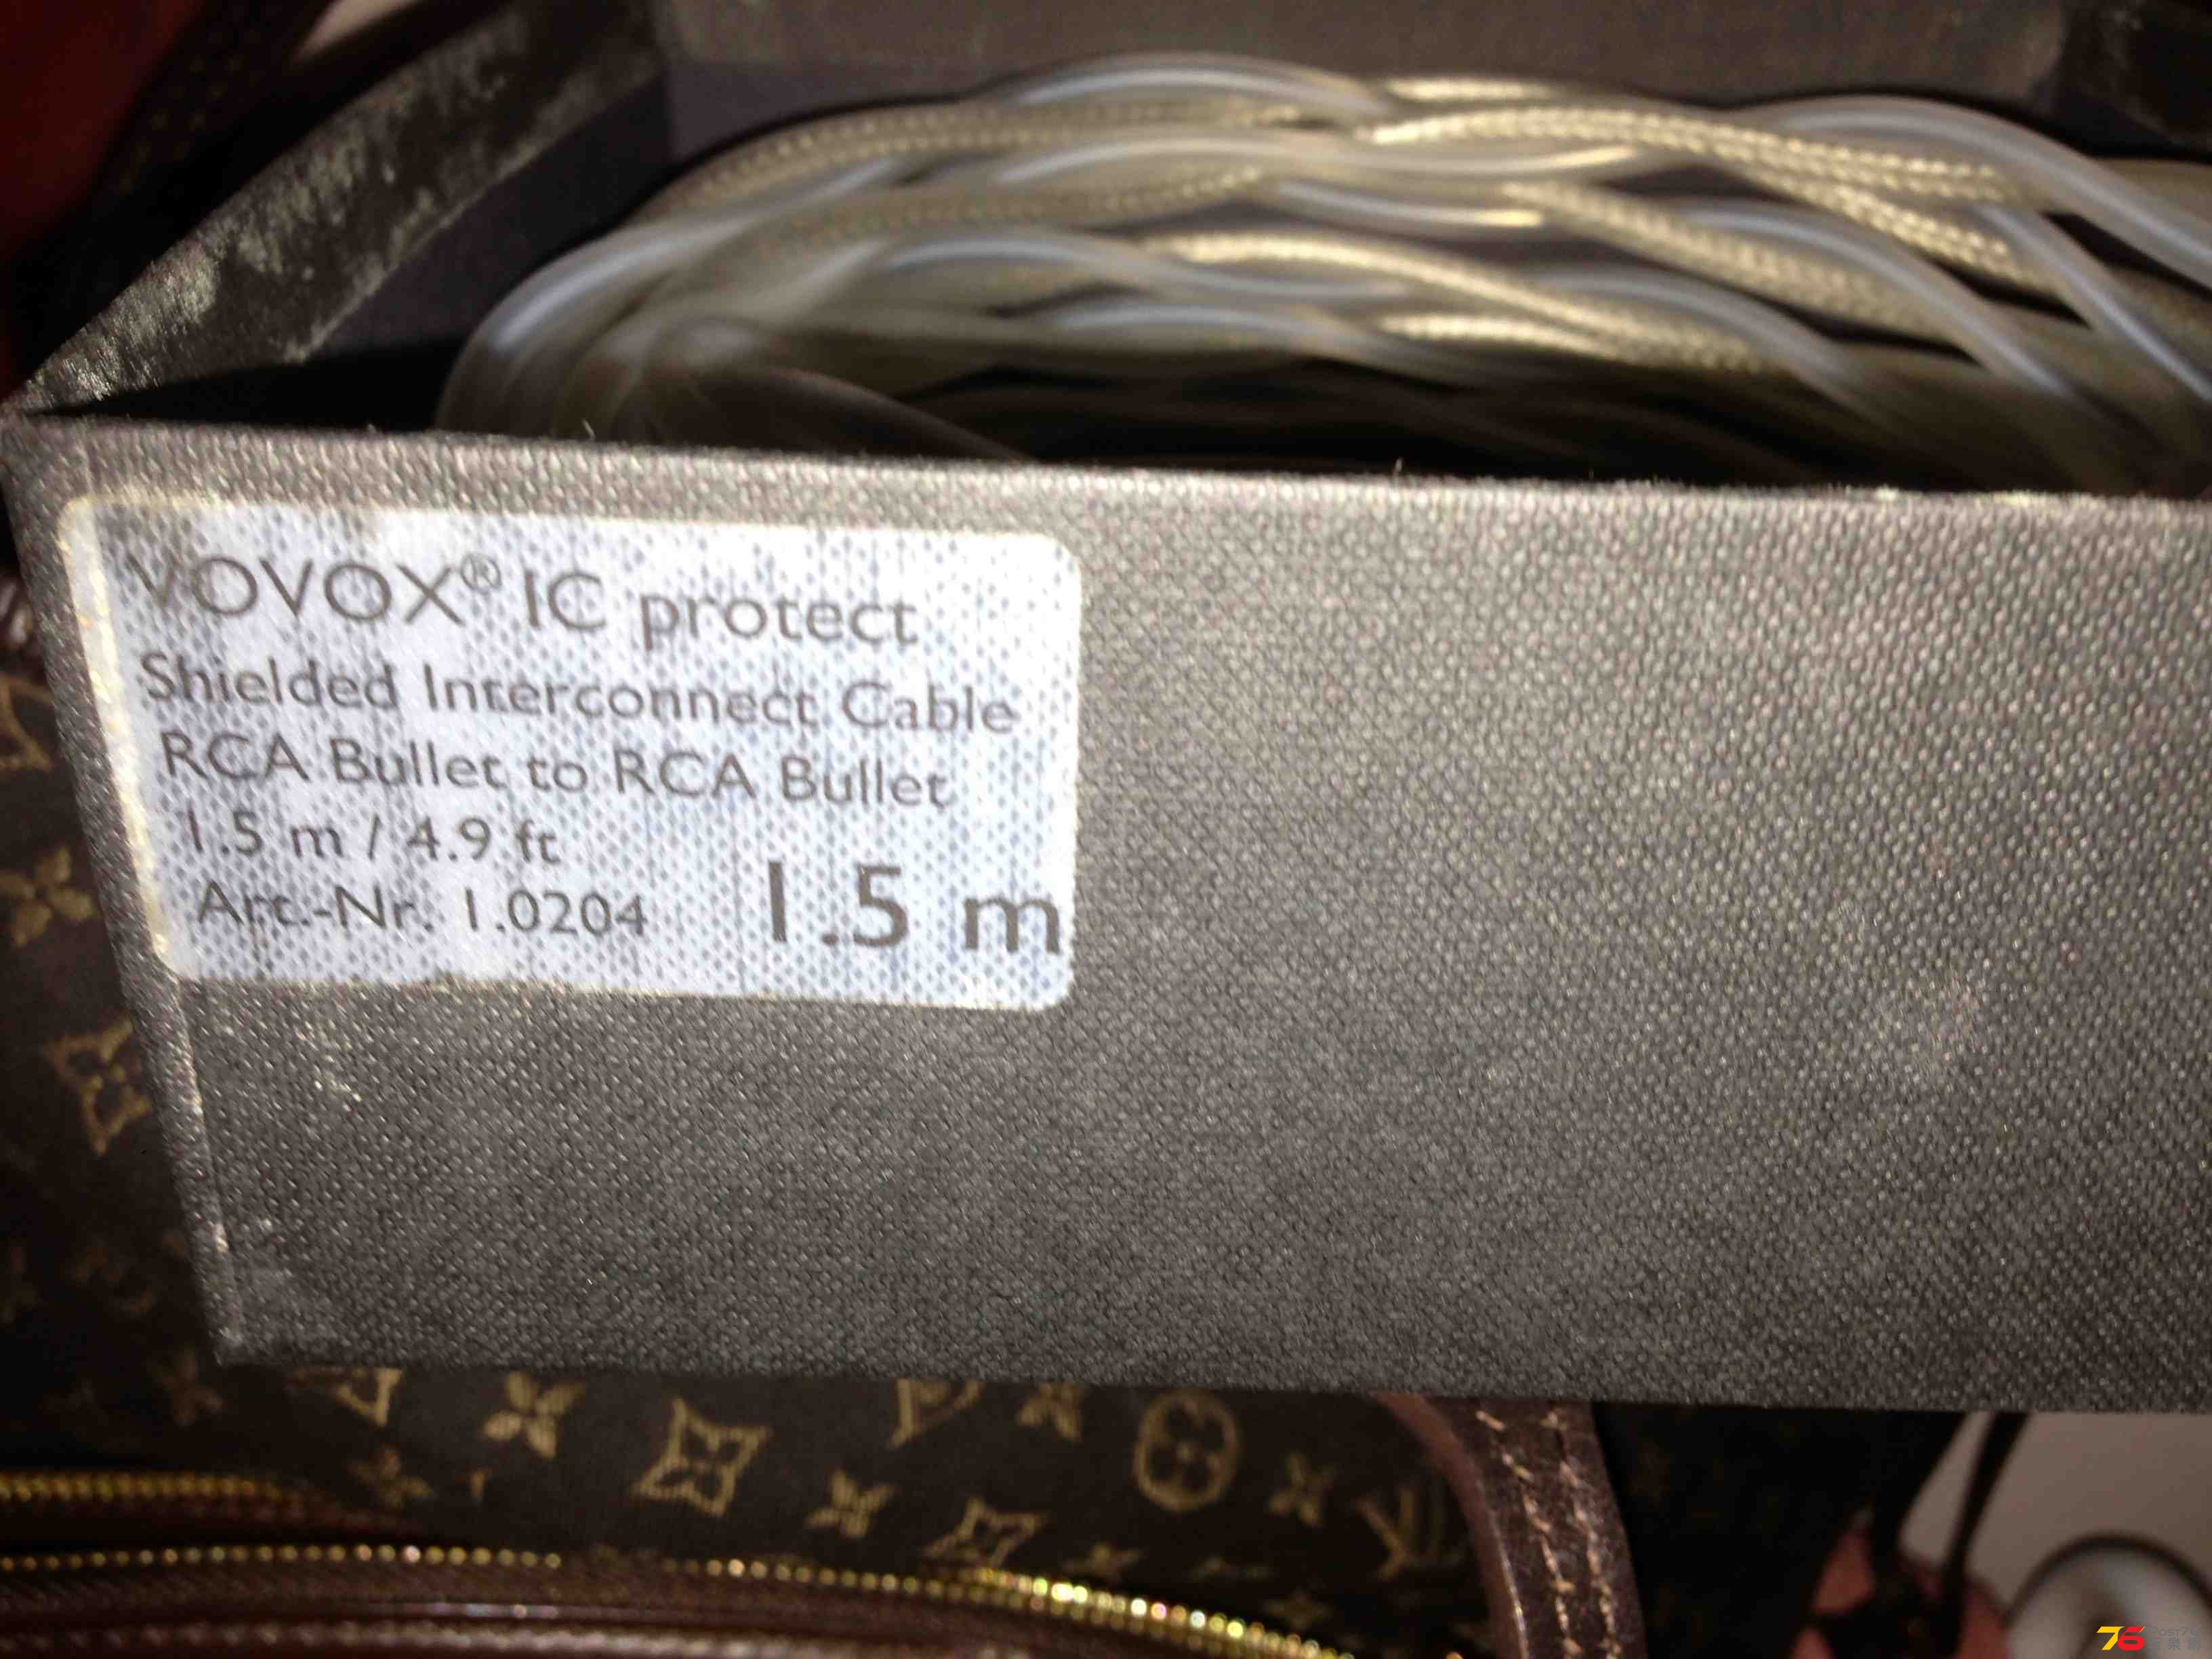 VOVOX® IC protect
Shielded Interconnect Cable
RCA Bullet to RCA Bullet
1.5 m / 4.9 ft
Art.-Nr. 1.0204
1.5 m
76